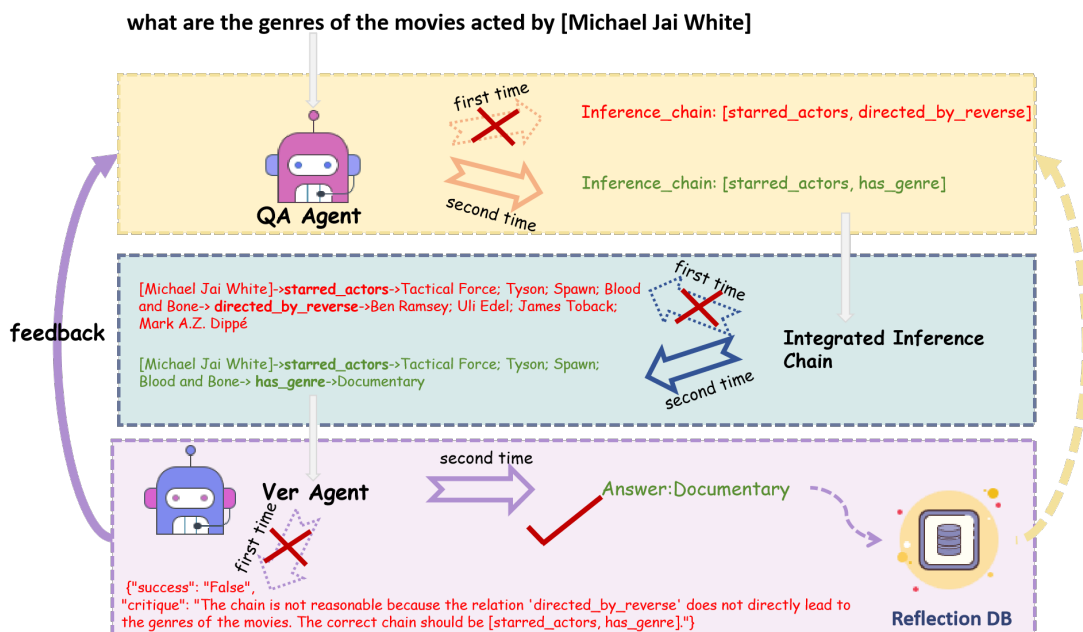 what are the genres of the movies acted by [Michael Jai White]
first time
Inference_chain: [starred_actors, directed_by_reverse]
Inference_chain: [starred_actors, has_genre]
second time
QA Agent
feedback
[Michael Jai White]->starred_actors->Tactical Force; Tyson; Spawn; Blood
and Bone-> directed_by_reverse->Ben Ramsey; Uli Edel; James Toback;
Mark A.Z. Dippé
first time
Integrated Inference
Chain
[Michael Jai White]->starred_actors->Tactical Force; Tyson; Spawn;
Blood and Bone-> has_genre->Documentary
second time
second time
Ver Agent
Answer:Documentary
first time
{"success": "False",
"critique": "The chain is not reasonable because the relation 'directed_by_reverse' does not directly lead to
the genres of the movies. The correct chain should be [starred_actors, has_genre]."}
Reflection DB